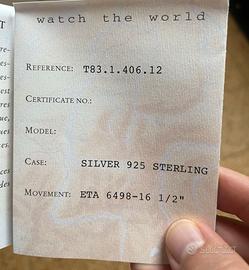 watch the world
REFERENCE: T83.1.406.12
CERTIFICATE NO.:
MODEL:
CASE: SILVER 925 STERLING
MOVEMENT: ETA 6498-16 1/2"
SUBITO